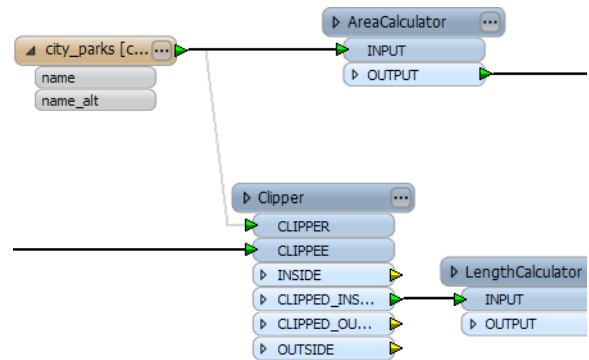 AreaCalculator
city_parks [c...
INPUT
name
OUTPUT
name_alt
Clipper
CLIPPER
CLIPPEE
INSIDE
LengthCalculator
CLIPPED_INS...
INPUT
CLIPPED_OU...
OUTPUT
OUTSIDE